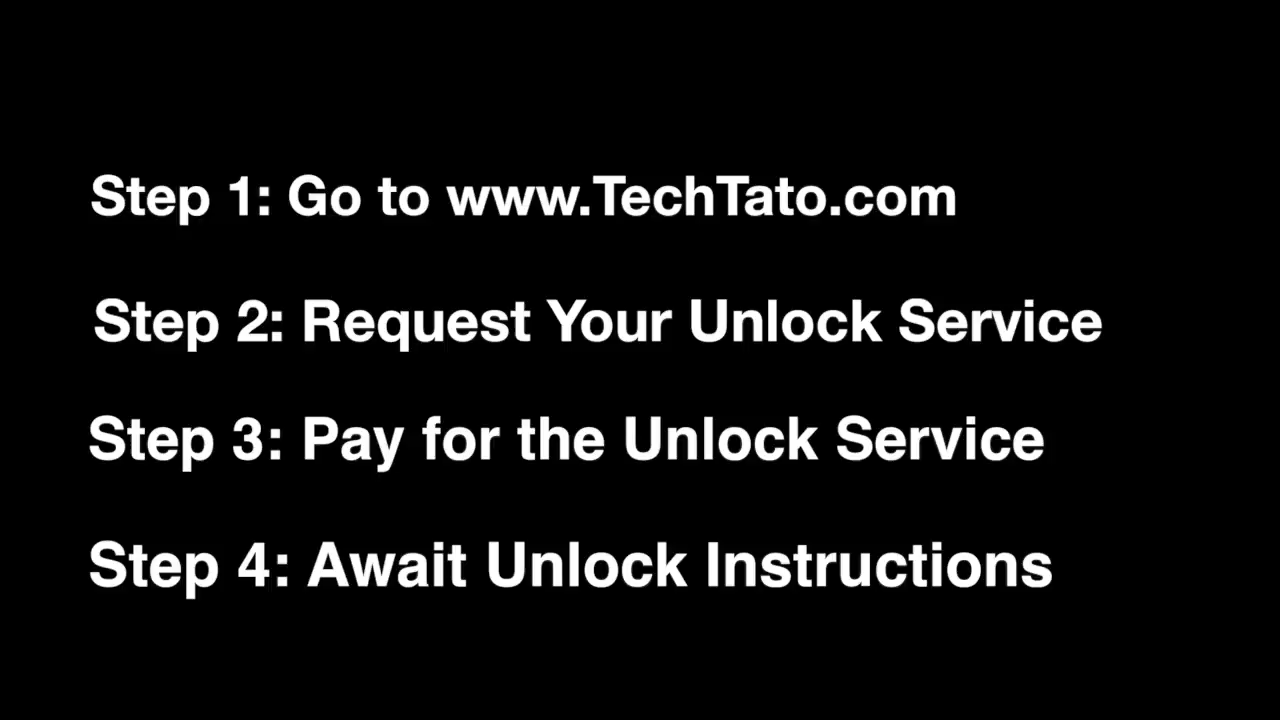 Step 1: Go to www.TechTato.com
Step 2: Request Your Unlock Service
Step 3: Pay for the Unlock Service
Step 4: Await Unlock Instructions